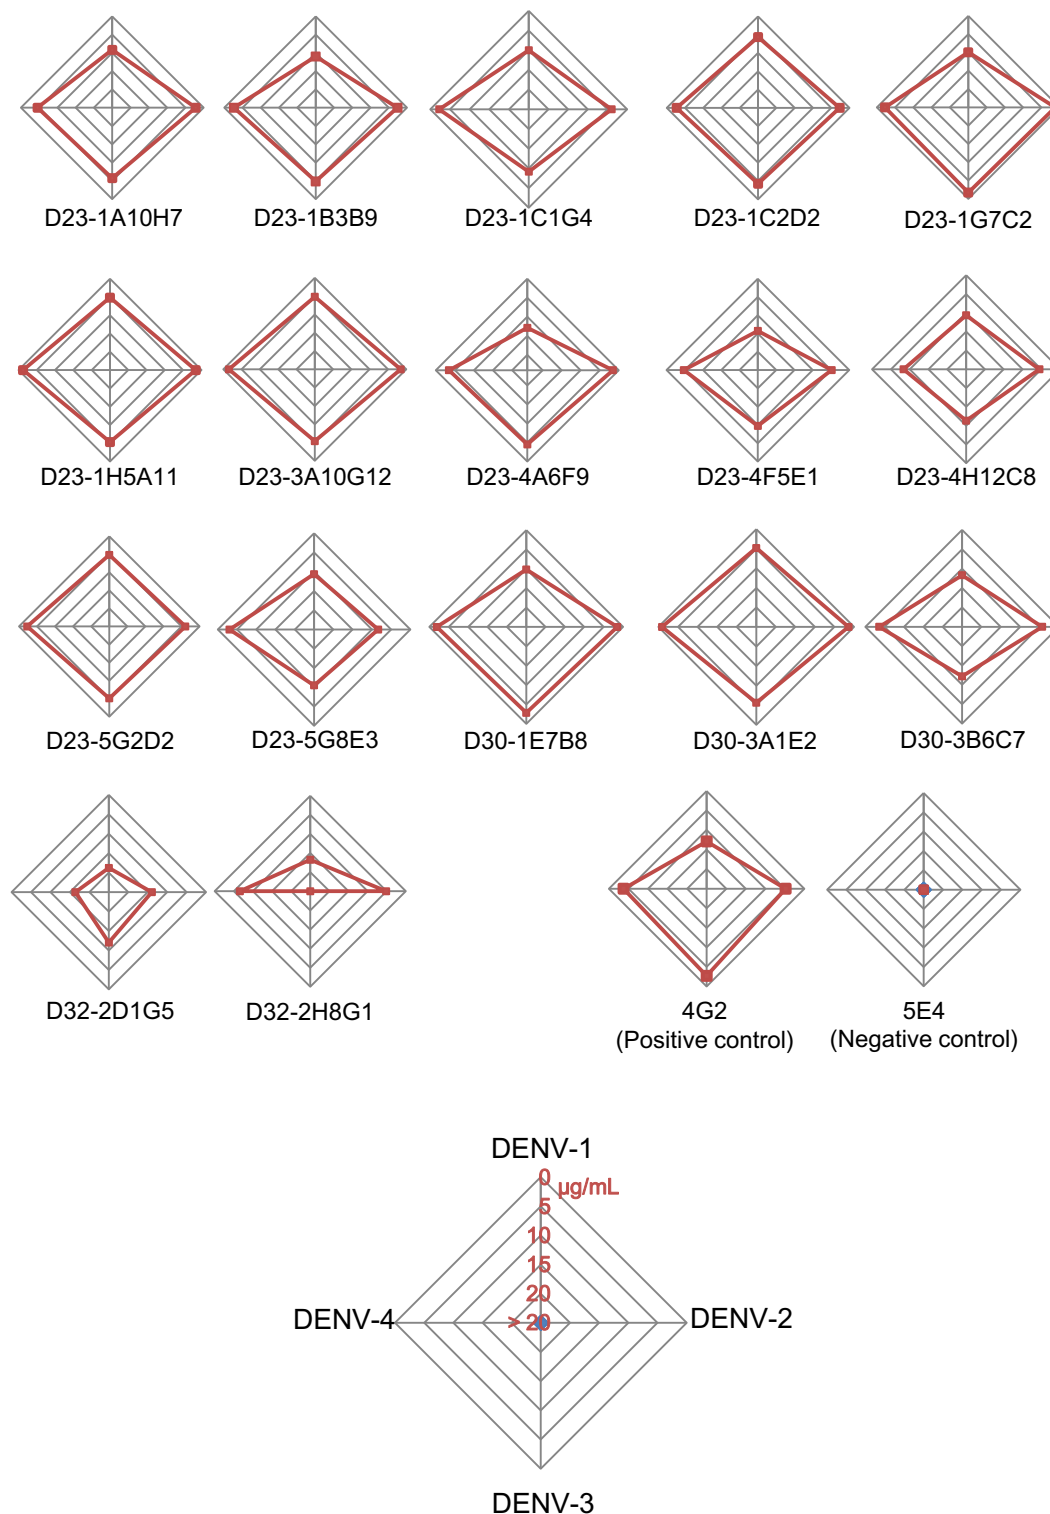 D23-1A10H7
D23-1B3B9
D23-1C1G4
D23-1C2D2
D23-1G7C2
D23-1H5A11
D23-3A10G12
D23-4A6F9
D23-4F5E1
D23-4H12C8
D23-5G2D2
D23-5G8E3
D30-1E7B8
D30-3A1E2
D30-3B6C7
D32-2D1G5
D32-2H8G1
4G2
(Positive control)
5E4
(Negative control)
DENV-1
0 µg/mL
5
10
15
20
> 20
DENV-4
DENV-2
DENV-3